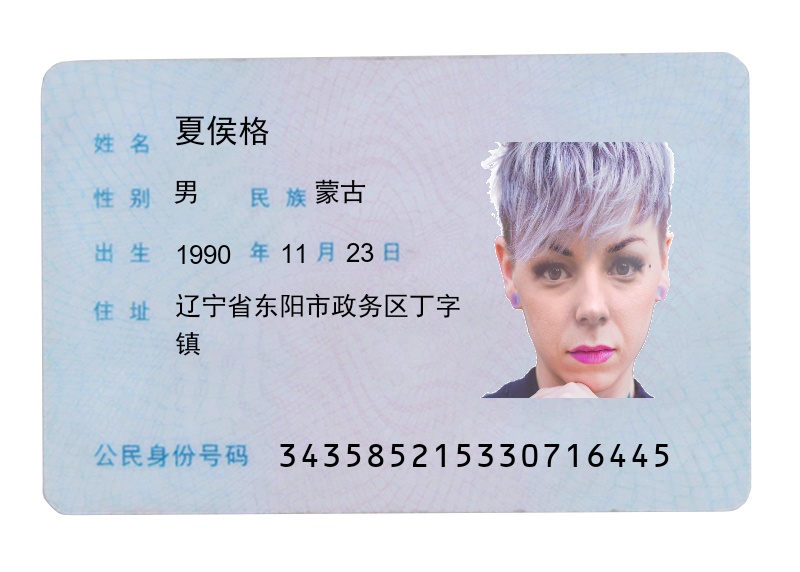 姓名 夏侯格
性别 男 民族 蒙古
出生 1990 年 11 月 23 日
住址 辽宁省东阳市政务区丁字
镇
公民身份号码 343585215330716445